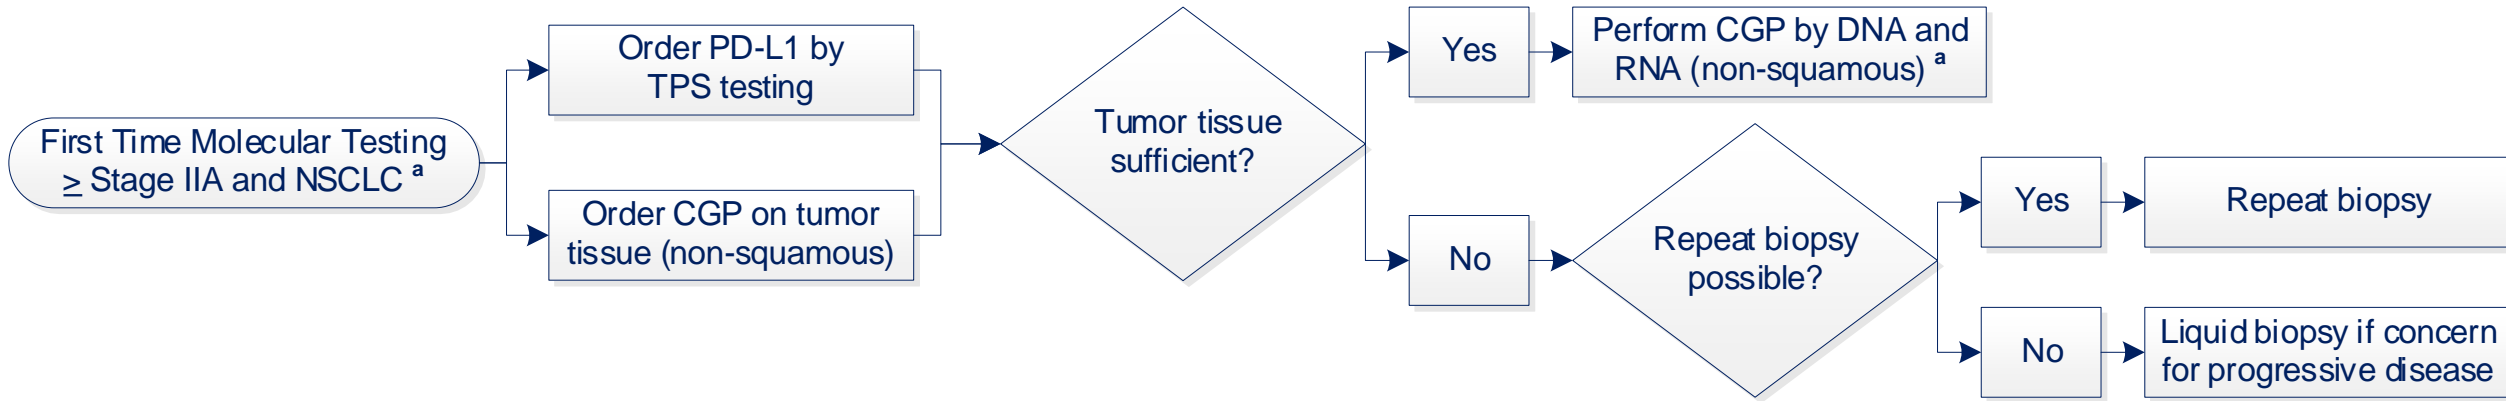 First Time Molecular Testing
≥ Stage IIA and NSCLC a
Order PD-L1 by
TPS testing
Order CGP on tumor
tissue (non-squamous)
Tumor tissue
sufficient?
Yes
Perform CGP by DNA and
RNA (non-squamous) a
No
Repeat biopsy
possible?
Yes
Repeat biopsy
No
Liquid biopsy if concern
for progressive disease